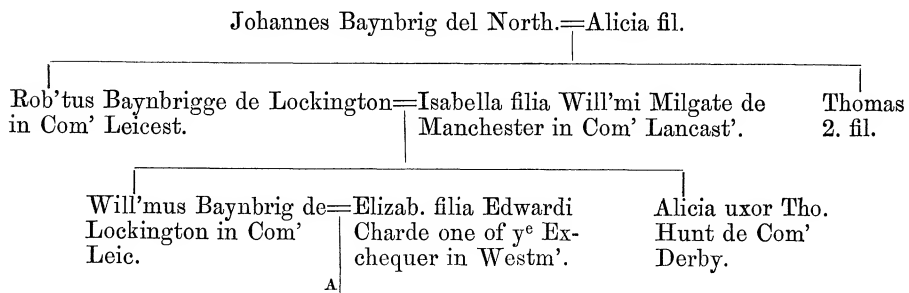 Johannes Baynbrig del North.=Alicia fil.
Rob'tus Baynbrigge de Lockington=Isabella filia Will'mi Milgate de
in Com' Leicest.
Manchester in Com' Lancast'.
Thomas
2. fil.
Will'mus Baynbrig de=Elizab. filia Edwardi
Lockington in Com'
Leic.
Charde one of yᵉ Ex-
chequer in Westm'.
Alicia uxor Tho.
Hunt de Com'
Derby.
A